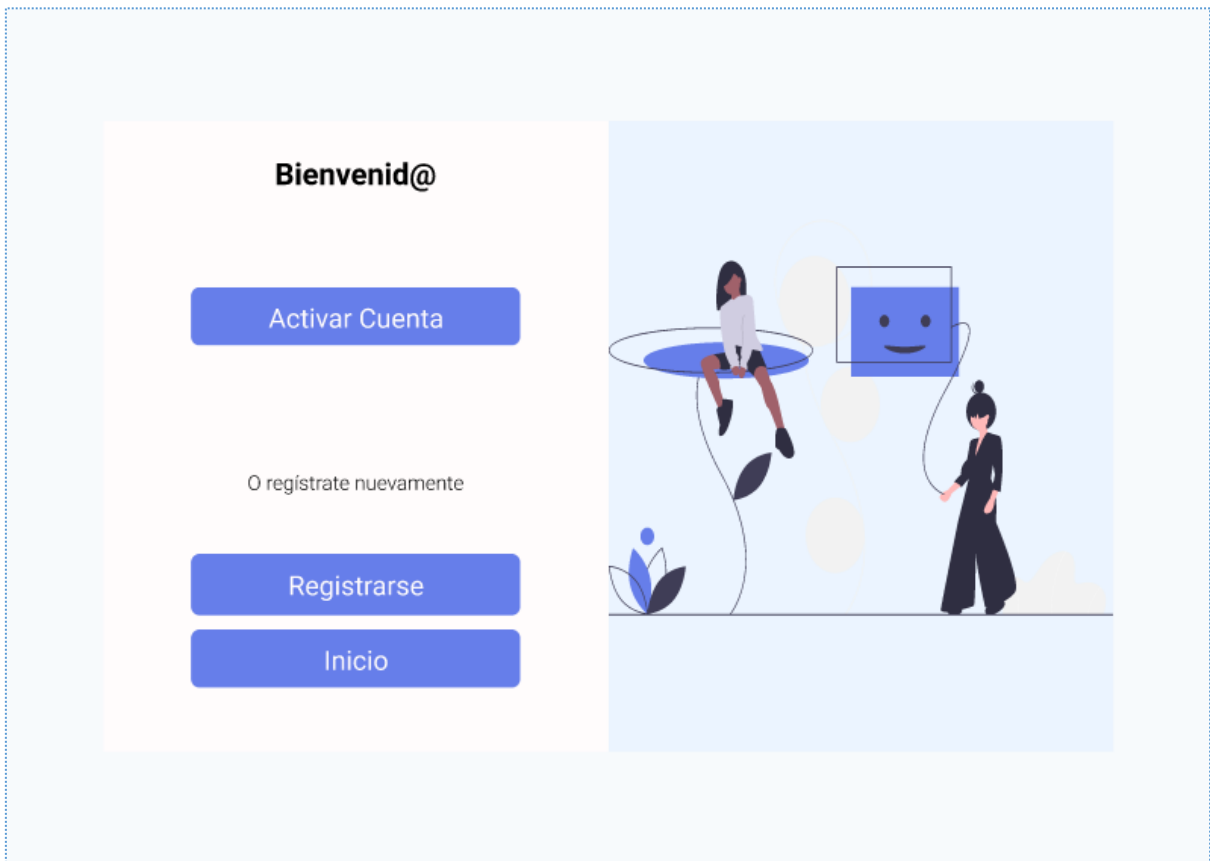 Bienvenid@
Activar Cuenta
O regístrate nuevamente
Registrarse
Inicio